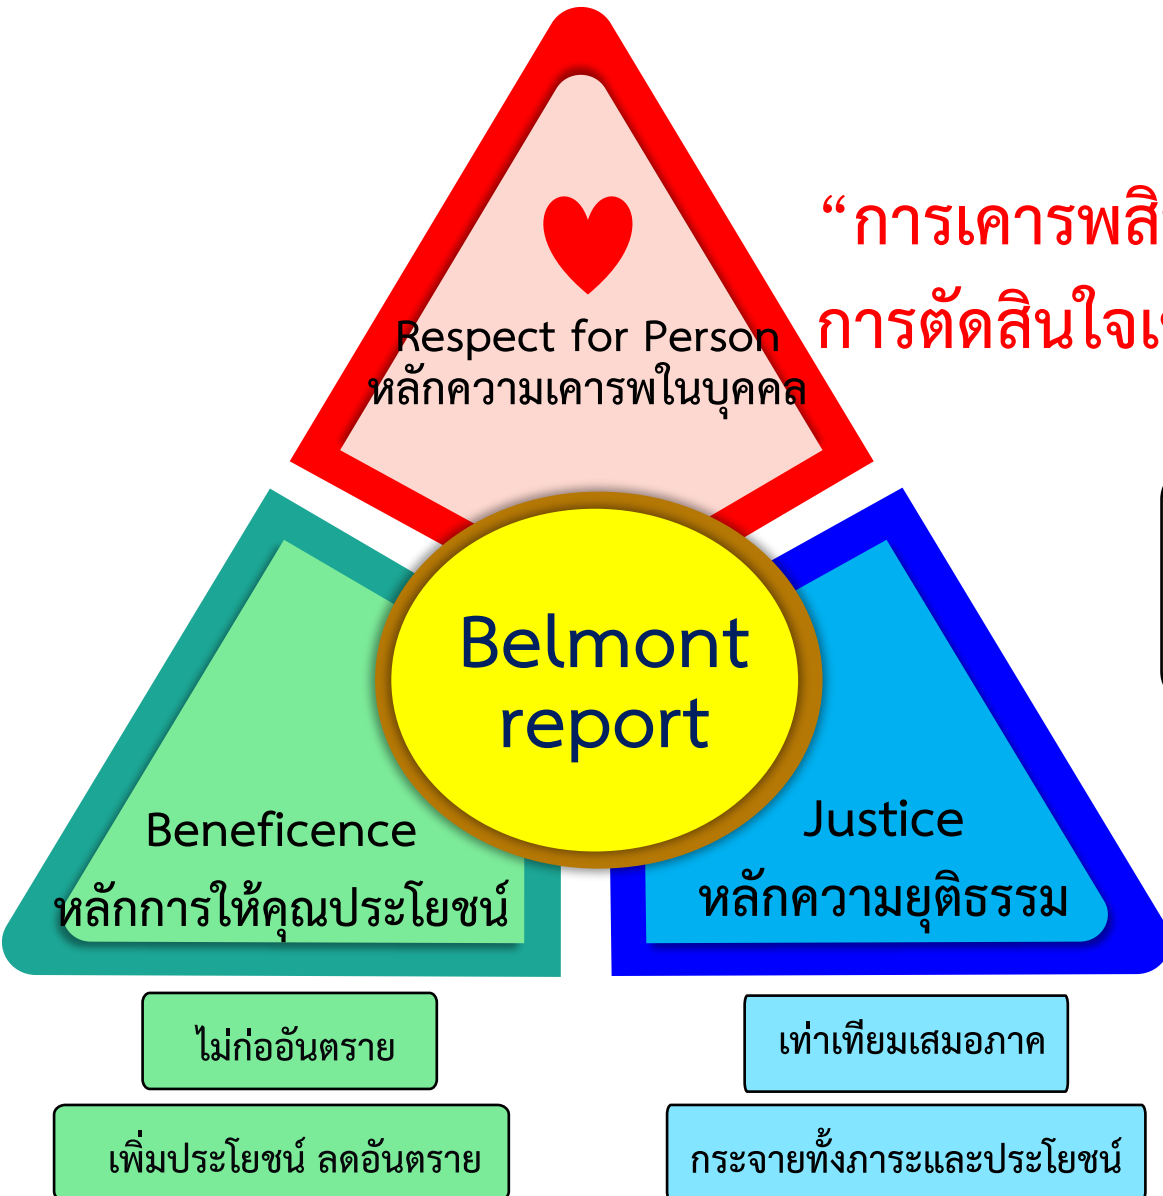 “การเคารพสิ
การตัดสินใจเ
Respect for Person
หลักความเคารพในบุคคล
Belmont
report
Beneficence
หลักการให้คุณประโยชน์
Justice
หลักความยุติธรรม
ไม่ก่ออันตราย
เท่าเทียมเสมอภาค
เพิ่มประโยชน์ ลดอันตราย
กระจายทั้งภาระและประโยชน์